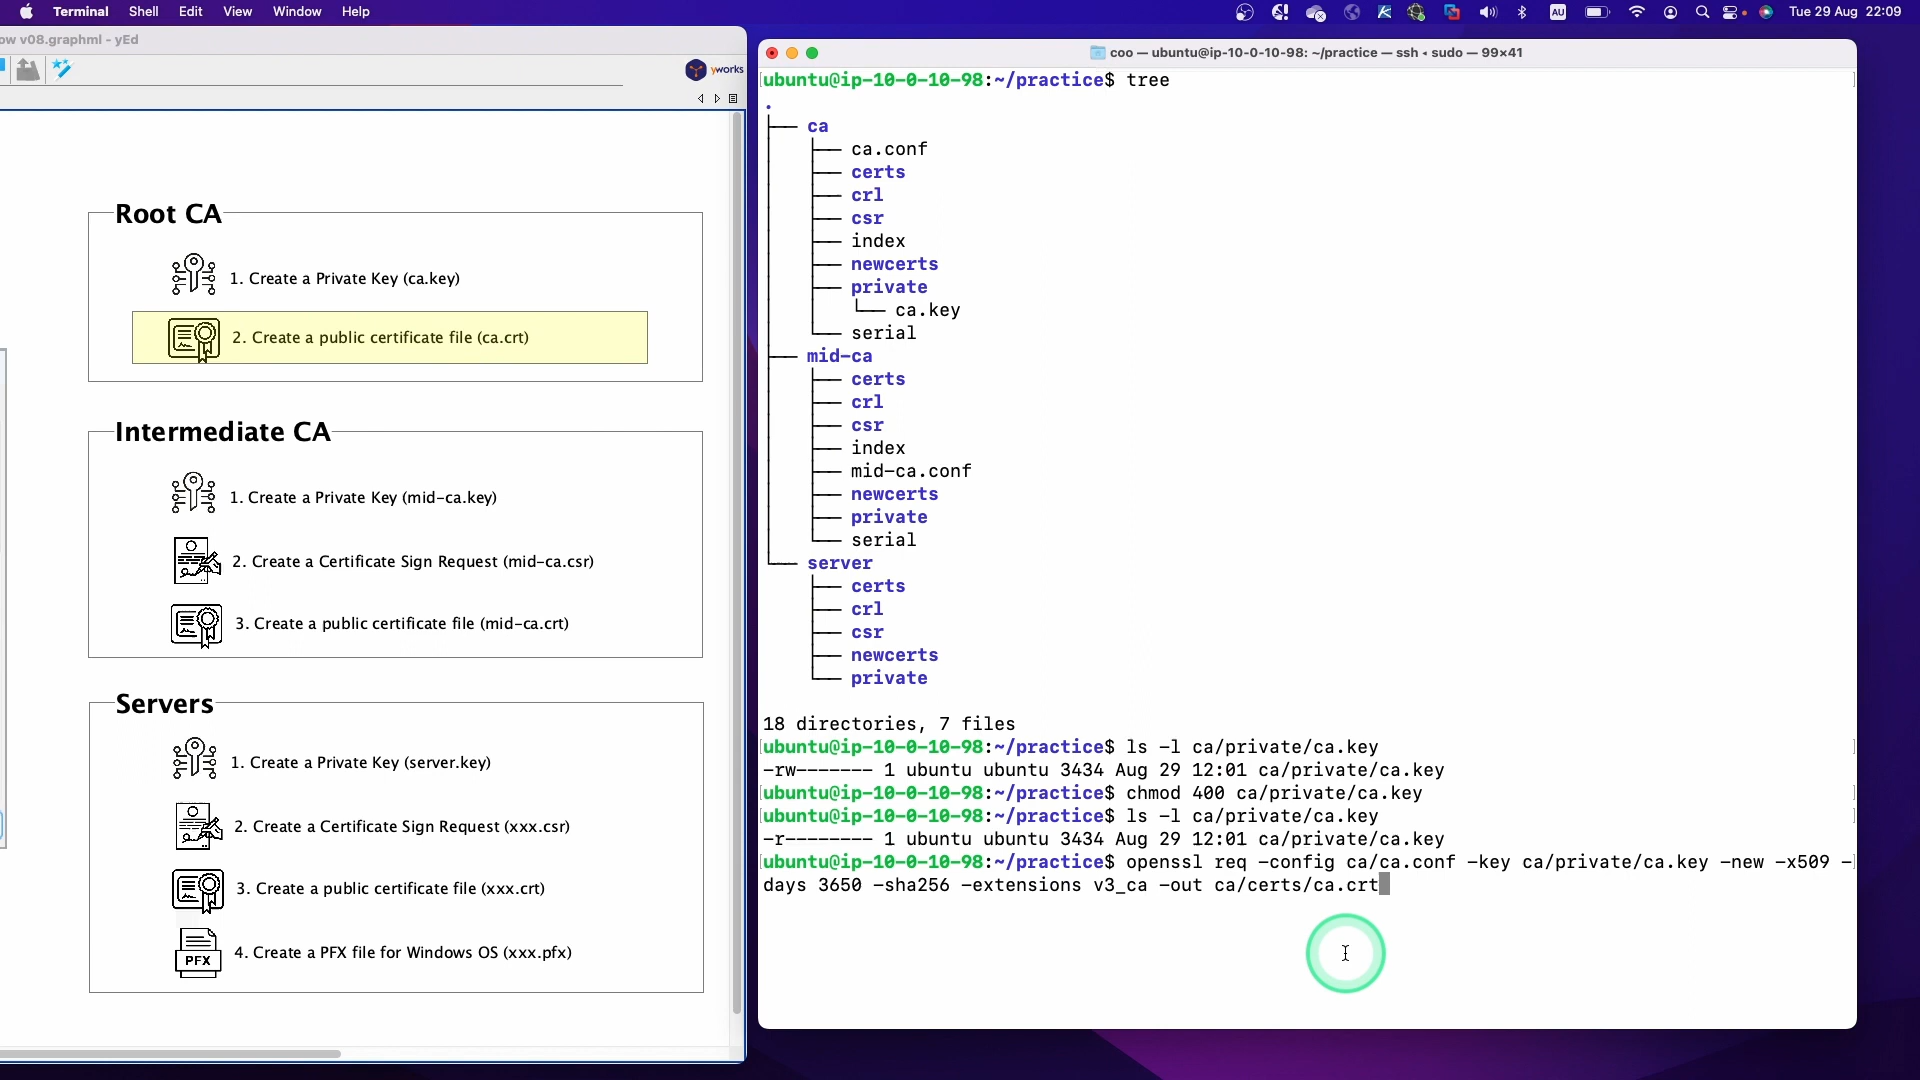 Terminal Shell Edit View Window Help
AU
Tue 29 Aug 22:09
ow v08.graphml - yEd
yworks
Root CA
1. Create a Private Key (ca.key)
2. Create a public certificate file (ca.crt)
Intermediate CA
1. Create a Private Key (mid-ca.key)
2. Create a Certificate Sign Request (mid-ca.csr)
3. Create a public certificate file (mid-ca.crt)
Servers
1. Create a Private Key (server.key)
2. Create a Certificate Sign Request (xxx.csr)
3. Create a public certificate file (xxx.crt)
PFX
4. Create a PFX file for Windows OS (xxx.pfx)
coo — ubuntu@ip-10-0-10-98: ~/practice — ssh ◂ sudo — 99×41
ubuntu@ip-10-0-10-98:~/practice$ tree
.
├── ca
│   ├── ca.conf
│   ├── certs
│   ├── crl
│   ├── csr
│   ├── index
│   ├── newcerts
│   ├── private
│   │   └── ca.key
│   └── serial
├── mid-ca
│   ├── certs
│   ├── crl
│   ├── csr
│   ├── index
│   ├── mid-ca.conf
│   ├── newcerts
│   ├── private
│   └── serial
└── server
    ├── certs
    ├── crl
    ├── csr
    ├── newcerts
    └── private
18 directories, 7 files
ubuntu@ip-10-0-10-98:~/practice$ ls -l ca/private/ca.key
-rw------- 1 ubuntu ubuntu 3434 Aug 29 12:01 ca/private/ca.key
ubuntu@ip-10-0-10-98:~/practice$ chmod 400 ca/private/ca.key
ubuntu@ip-10-0-10-98:~/practice$ ls -l ca/private/ca.key
-r-------- 1 ubuntu ubuntu 3434 Aug 29 12:01 ca/private/ca.key
ubuntu@ip-10-0-10-98:~/practice$ openssl req -config ca/ca.conf -key ca/private/ca.key -new -x509 -
days 3650 -sha256 -extensions v3_ca -out ca/certs/ca.crt